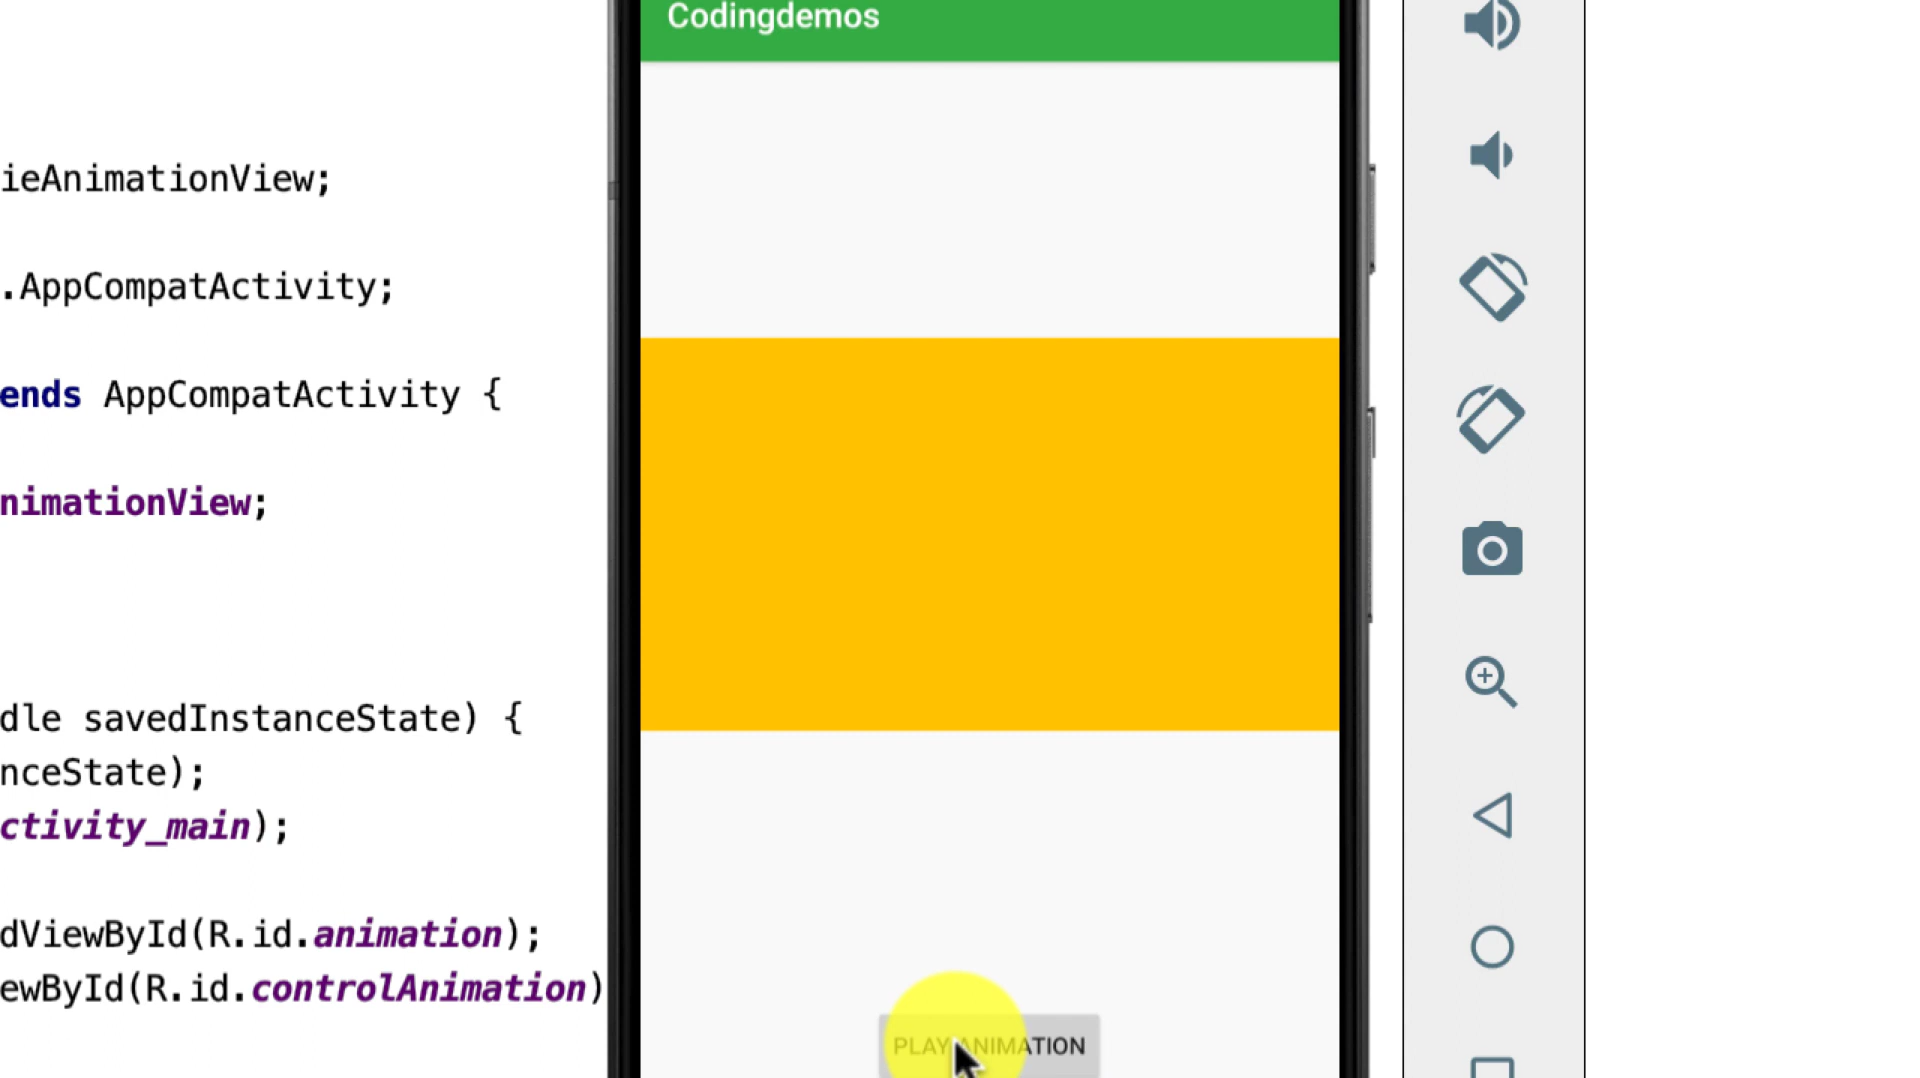 Codingdemos
ieAnimationView;
.AppCompatActivity;
ends AppCompatActivity {
nimationView;
dle savedInstanceState) {
nceState);
ctivity_main);
dViewById(R.id.animation);
ewById(R.id.controlAnimation)
PLAY ANIMATION